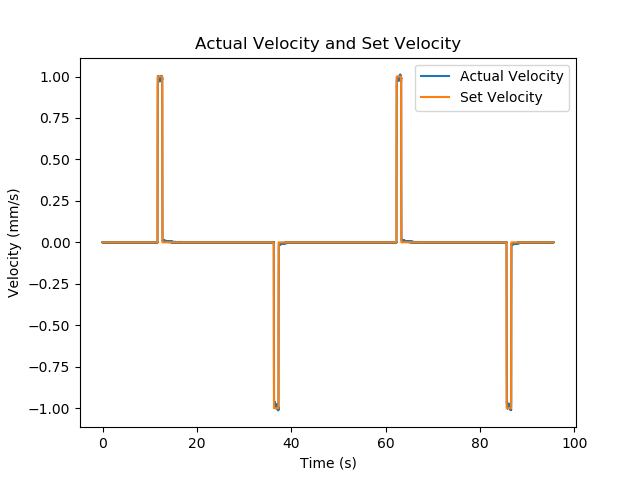 Actual Velocity and Set Velocity
Actual Velocity
Set Velocity
1.00
0.75
0.50
0.25
0.00
−0.25
−0.50
−0.75
−1.00
Velocity (mm/s)
0 20 40 60 80 100
Time (s)